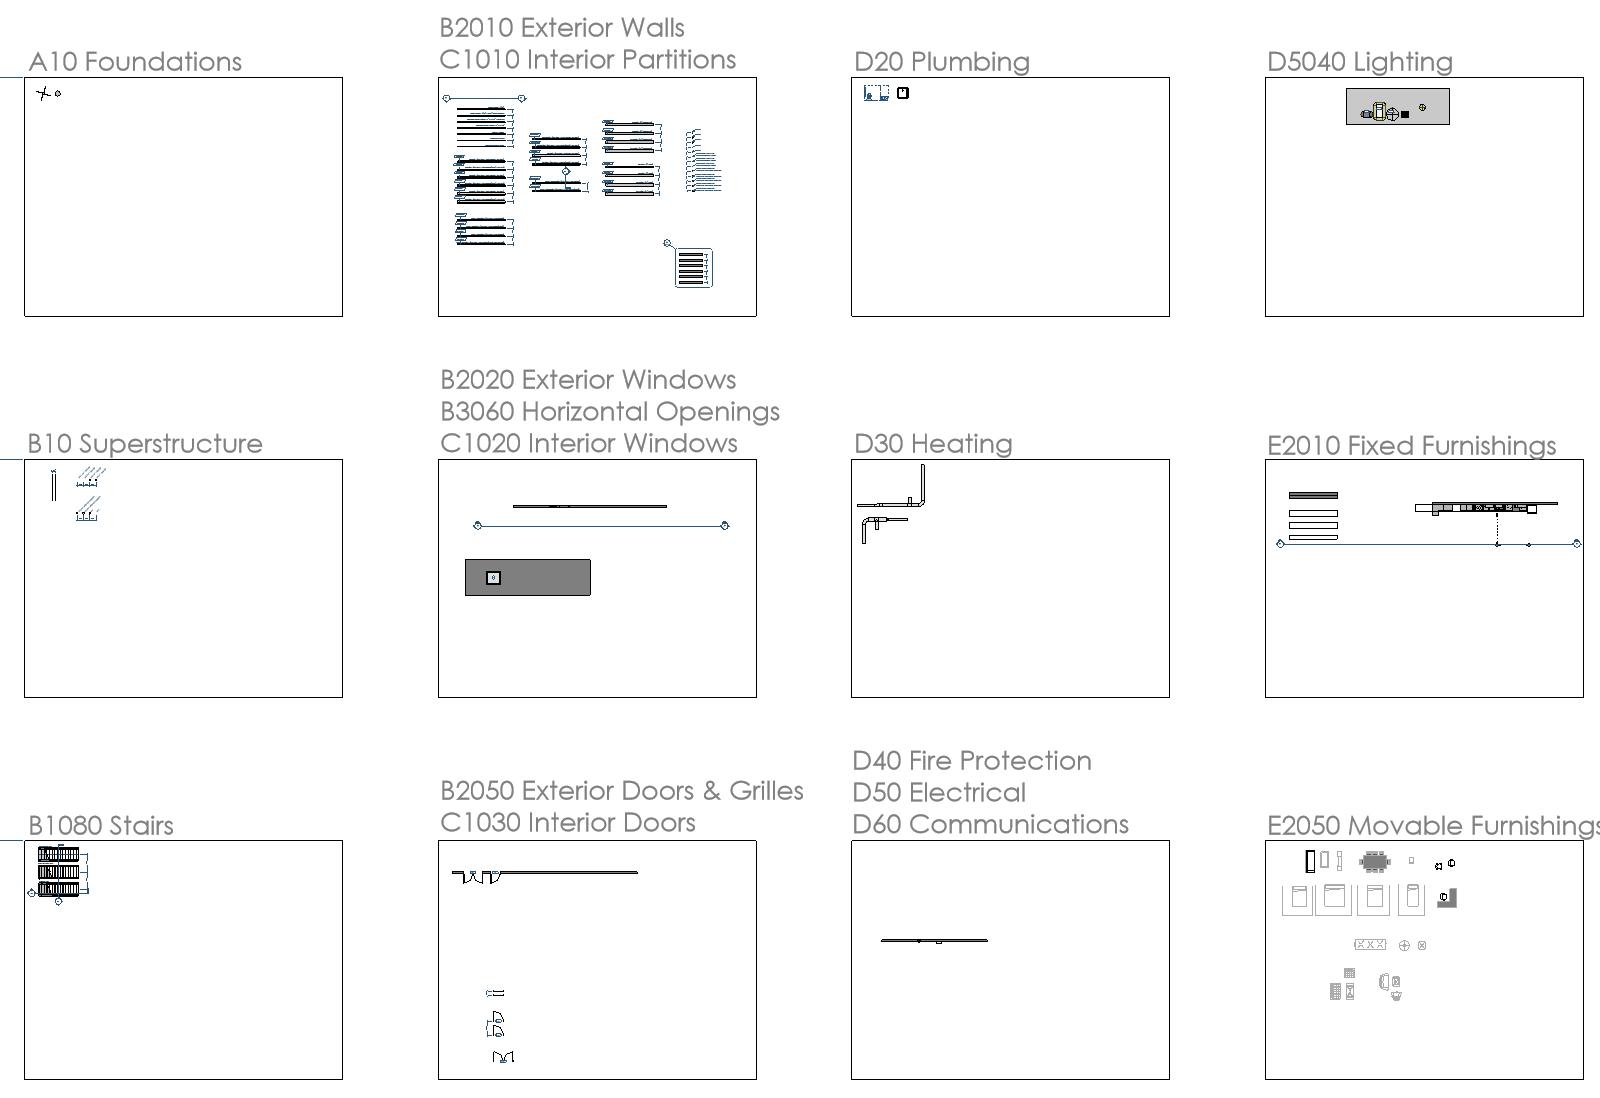 A10 Foundations
B2010 Exterior Walls
C1010 Interior Partitions
D20 Plumbing
D5040 Lighting
B10 Superstructure
B2020 Exterior Windows
B3060 Horizontal Openings
C1020 Interior Windows
D30 Heating
E2010 Fixed Furnishings
B1080 Stairs
B2050 Exterior Doors & Grilles
C1030 Interior Doors
D40 Fire Protection
D50 Electrical
D60 Communications
E2050 Movable Furnishings